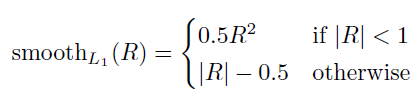 smooth_{L_1}(R) = { 0.5R^2 if |R| < 1
|R| − 0.5 otherwise